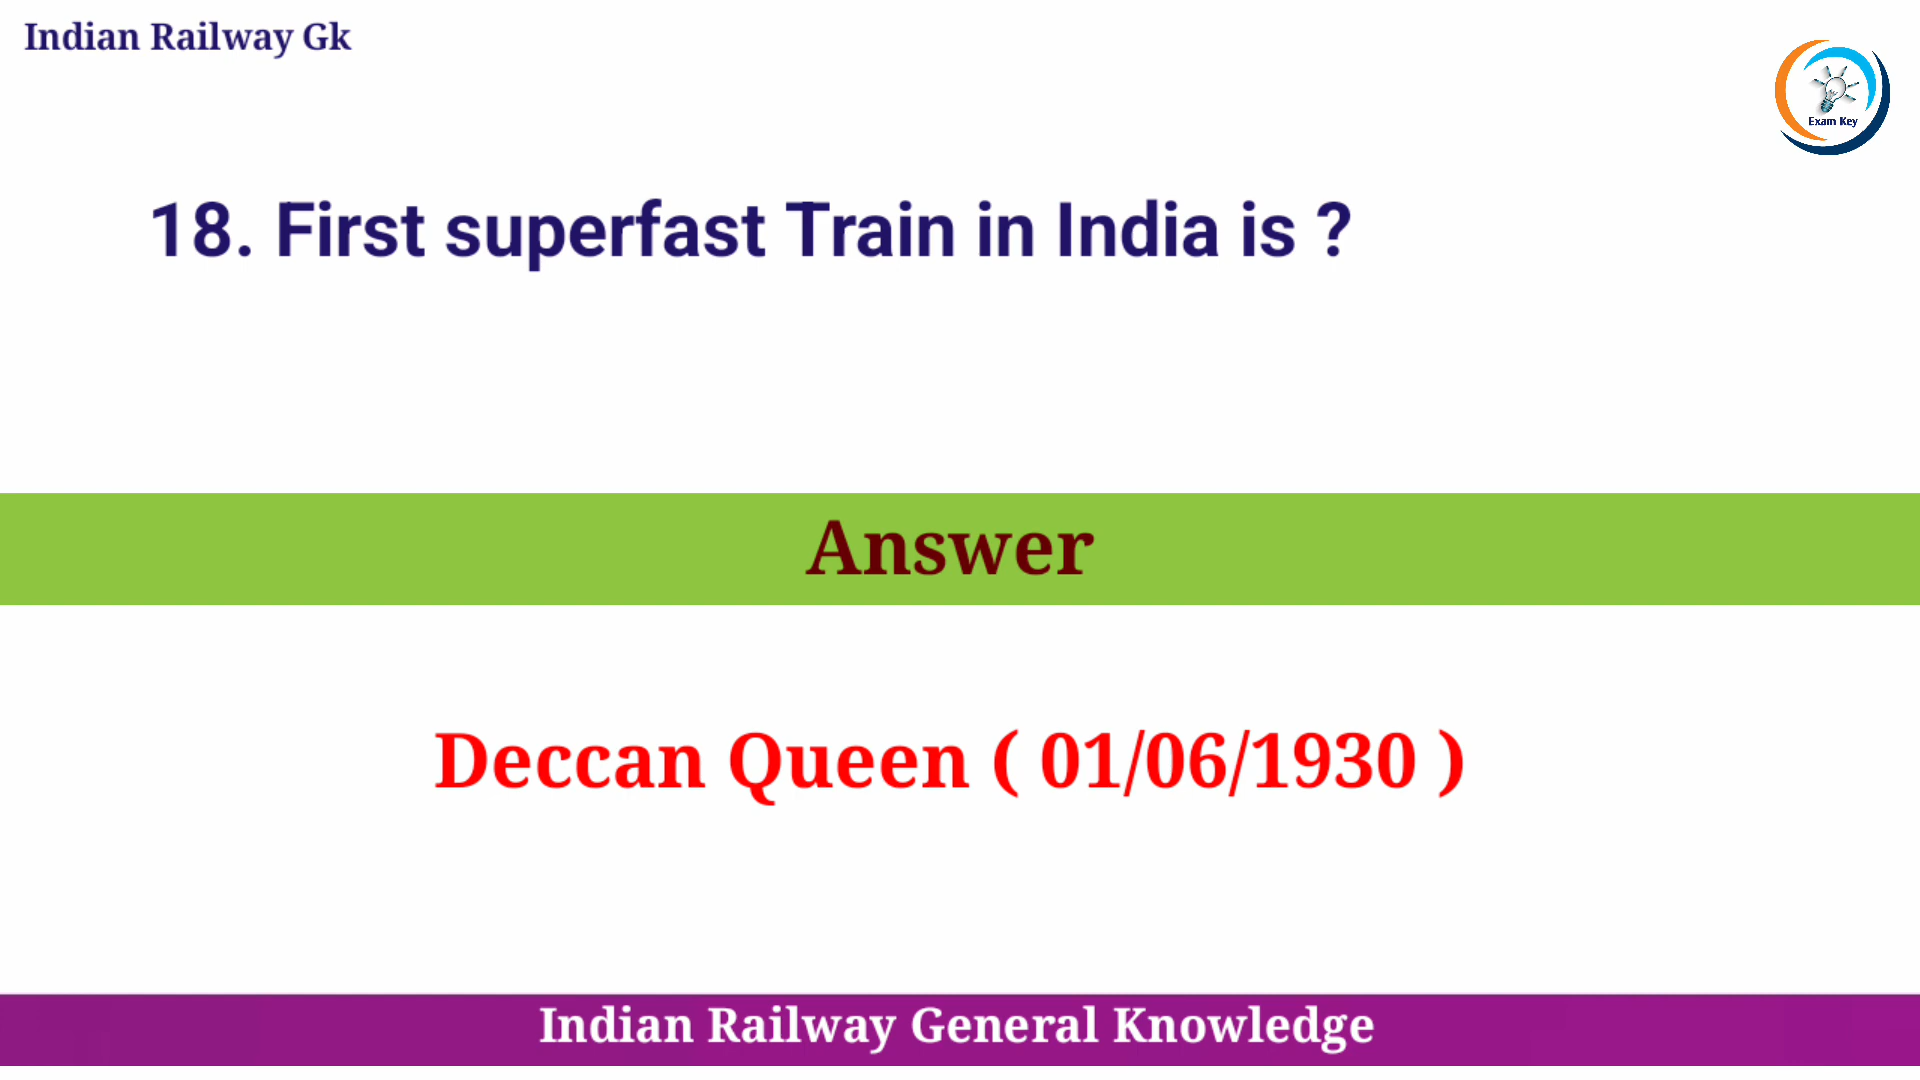 Indian Railway Gk
Exam Key
18. First superfast Train in India is ?
Answer
Deccan Queen ( 01/06/1930 )
Indian Railway General Knowledge